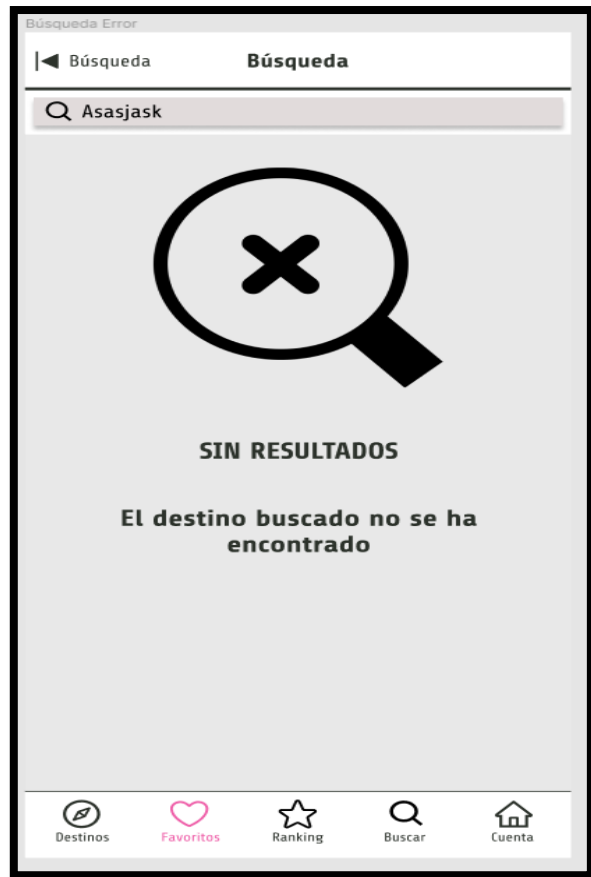 Búsqueda Error
Búsqueda
Búsqueda
Asasjask
SIN RESULTADOS
El destino buscado no se ha
encontrado
Destinos
Favoritos
Ranking
Buscar
Cuenta